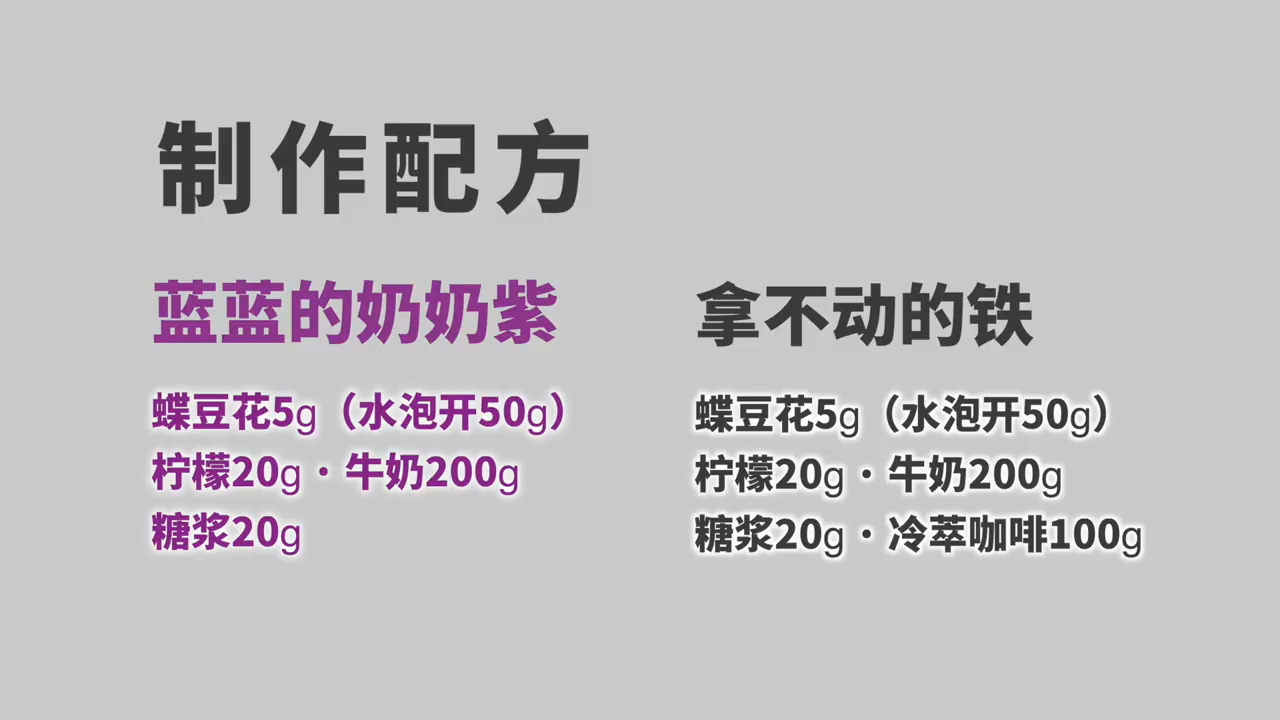 制作配方
蓝蓝的奶奶紫
蝶豆花5g（水泡开50g）
柠檬20g·牛奶200g
糖浆20g
拿不动的铁
蝶豆花5g（水泡开50g）
柠檬20g·牛奶200g
糖浆20g·冷萃咖啡100g